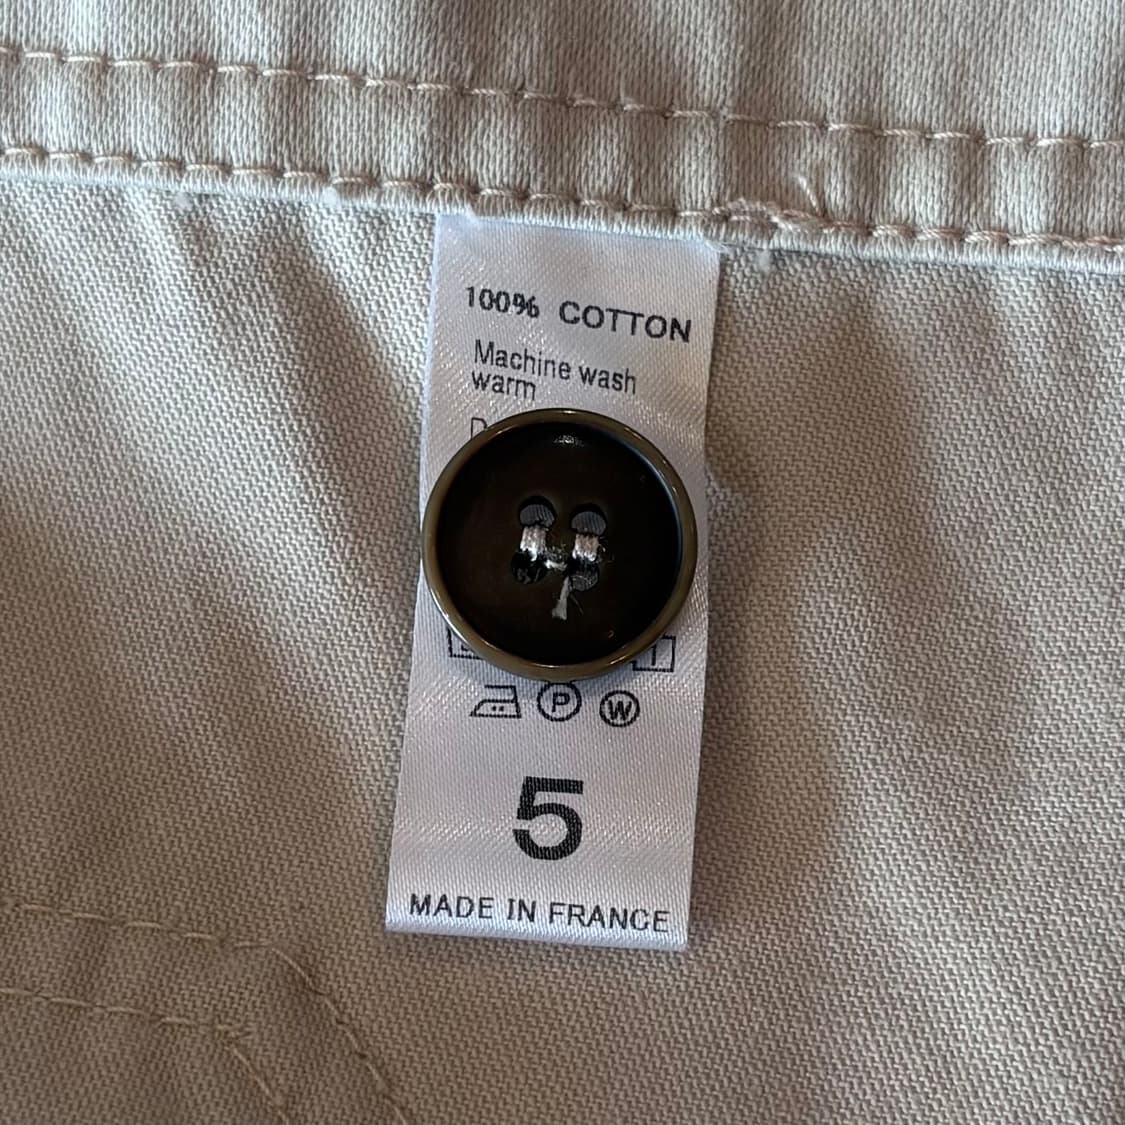 100% COTTON
Machine wash
warm
P W
5
MADE IN FRANCE